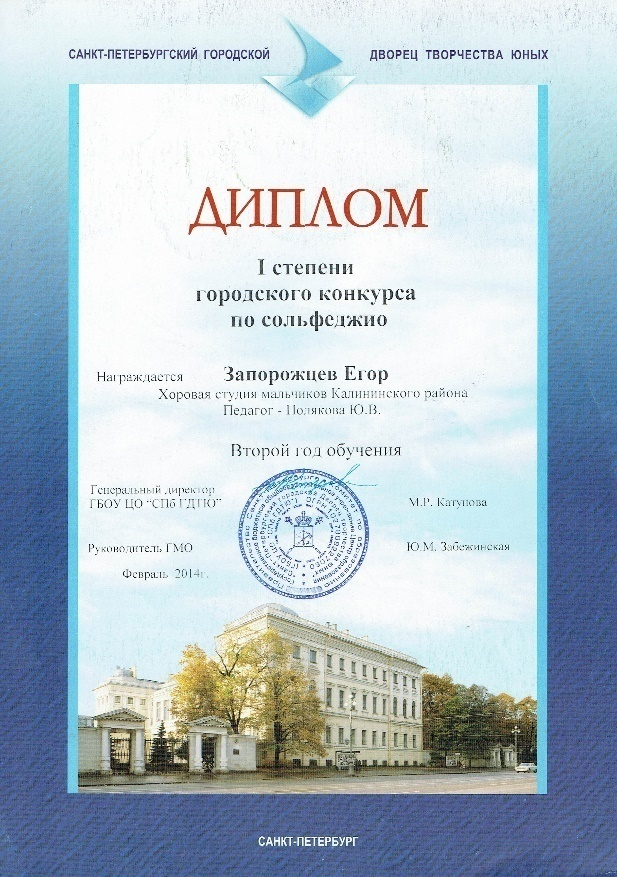 САНКТ-ПЕТЕРБУРГСКИЙ ГОРОДСКОЙ ДВОРЕЦ ТВОРЧЕСТВА ЮНЫХ
ДИПЛОМ
I степени
городского конкурса
по сольфеджио
Награждается Запорожцев Егор
Хоровая студия мальчиков Калининского района
Педагог - Полякова Ю.В.
Второй год обучения
Генеральный директор
ГБОУ ЦО “СПб ГДТЮ” М.Р. Катунова
Руководитель ГМО Ю.М. Забежинская
Февраль 2014г.
САНКТ-ПЕТЕРБУРГ